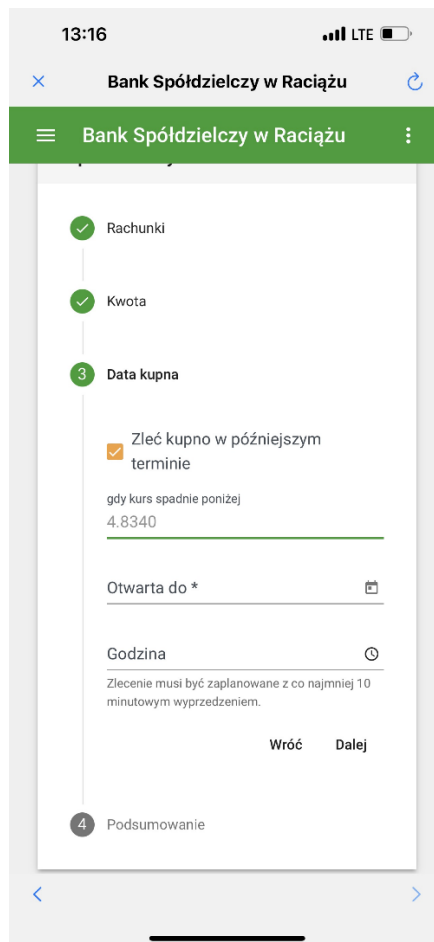 13:16
LTE
Bank Spółdzielczy w Raciążu
Bank Spółdzielczy w Raciążu
Rachunki
Kwota
3 Data kupna
Zleć kupno w późniejszym
terminie
gdy kurs spadnie poniżej
4.8340
Otwarta do *
Godzina
Zlecenie musi być zaplanowane z co najmniej 10
minutowym wyprzedzeniem.
Wróć Dalej
4 Podsumowanie